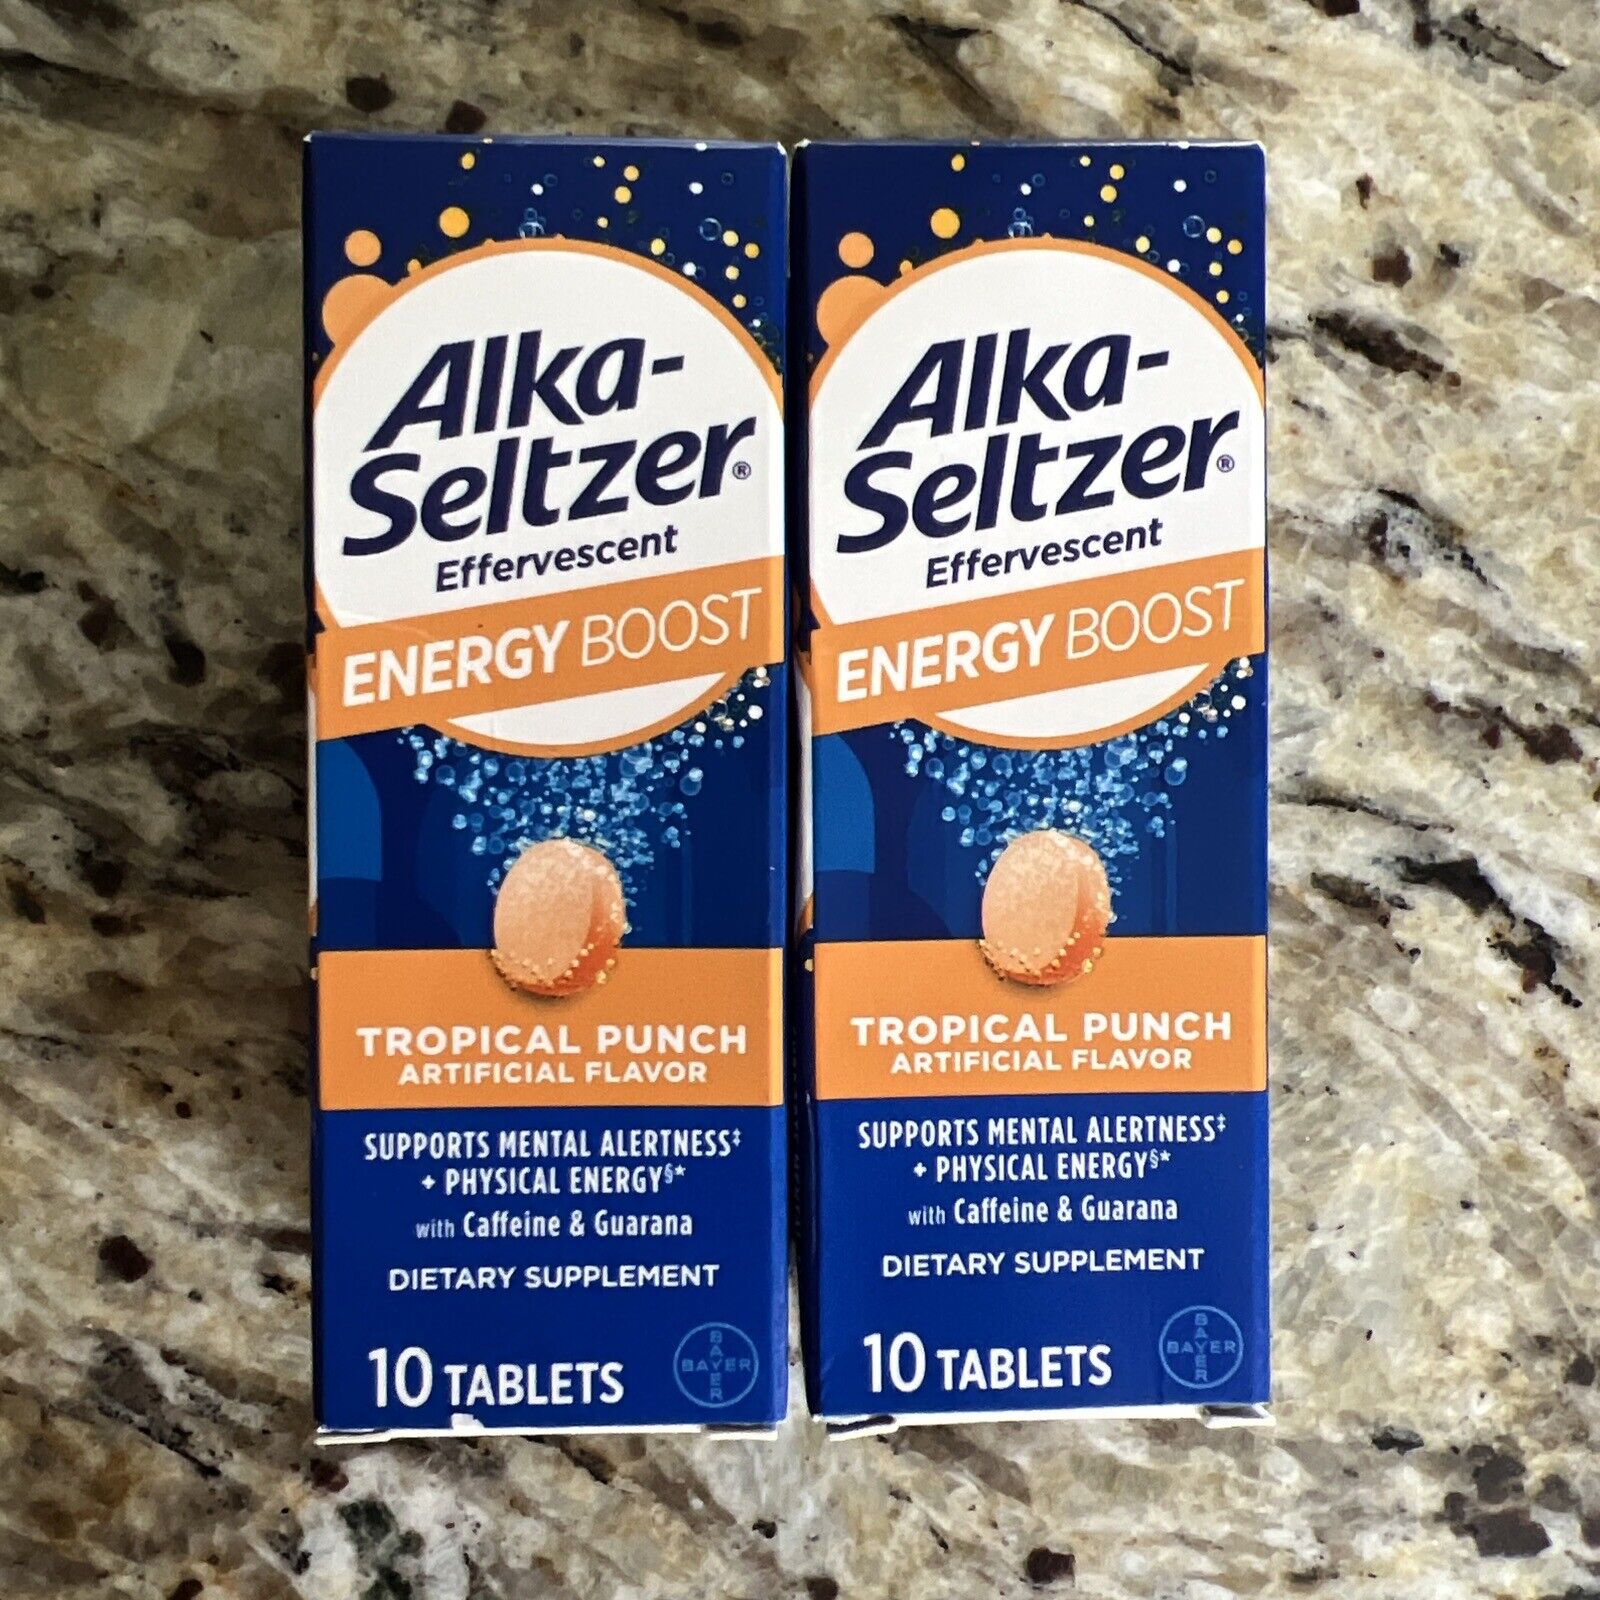 Alka-
Seltzer®
Effervescent
ENERGY BOOST
TROPICAL PUNCH
ARTIFICIAL FLAVOR
SUPPORTS MENTAL ALERTNESS‡
+ PHYSICAL ENERGY§*
with Caffeine & Guarana
DIETARY SUPPLEMENT
10 TABLETS
BAYER
BAYER
Alka-
Seltzer®
Effervescent
ENERGY BOOST
TROPICAL PUNCH
ARTIFICIAL FLAVOR
SUPPORTS MENTAL ALERTNESS‡
+ PHYSICAL ENERGY§*
with Caffeine & Guarana
DIETARY SUPPLEMENT
10 TABLETS
BAYER
BAYER